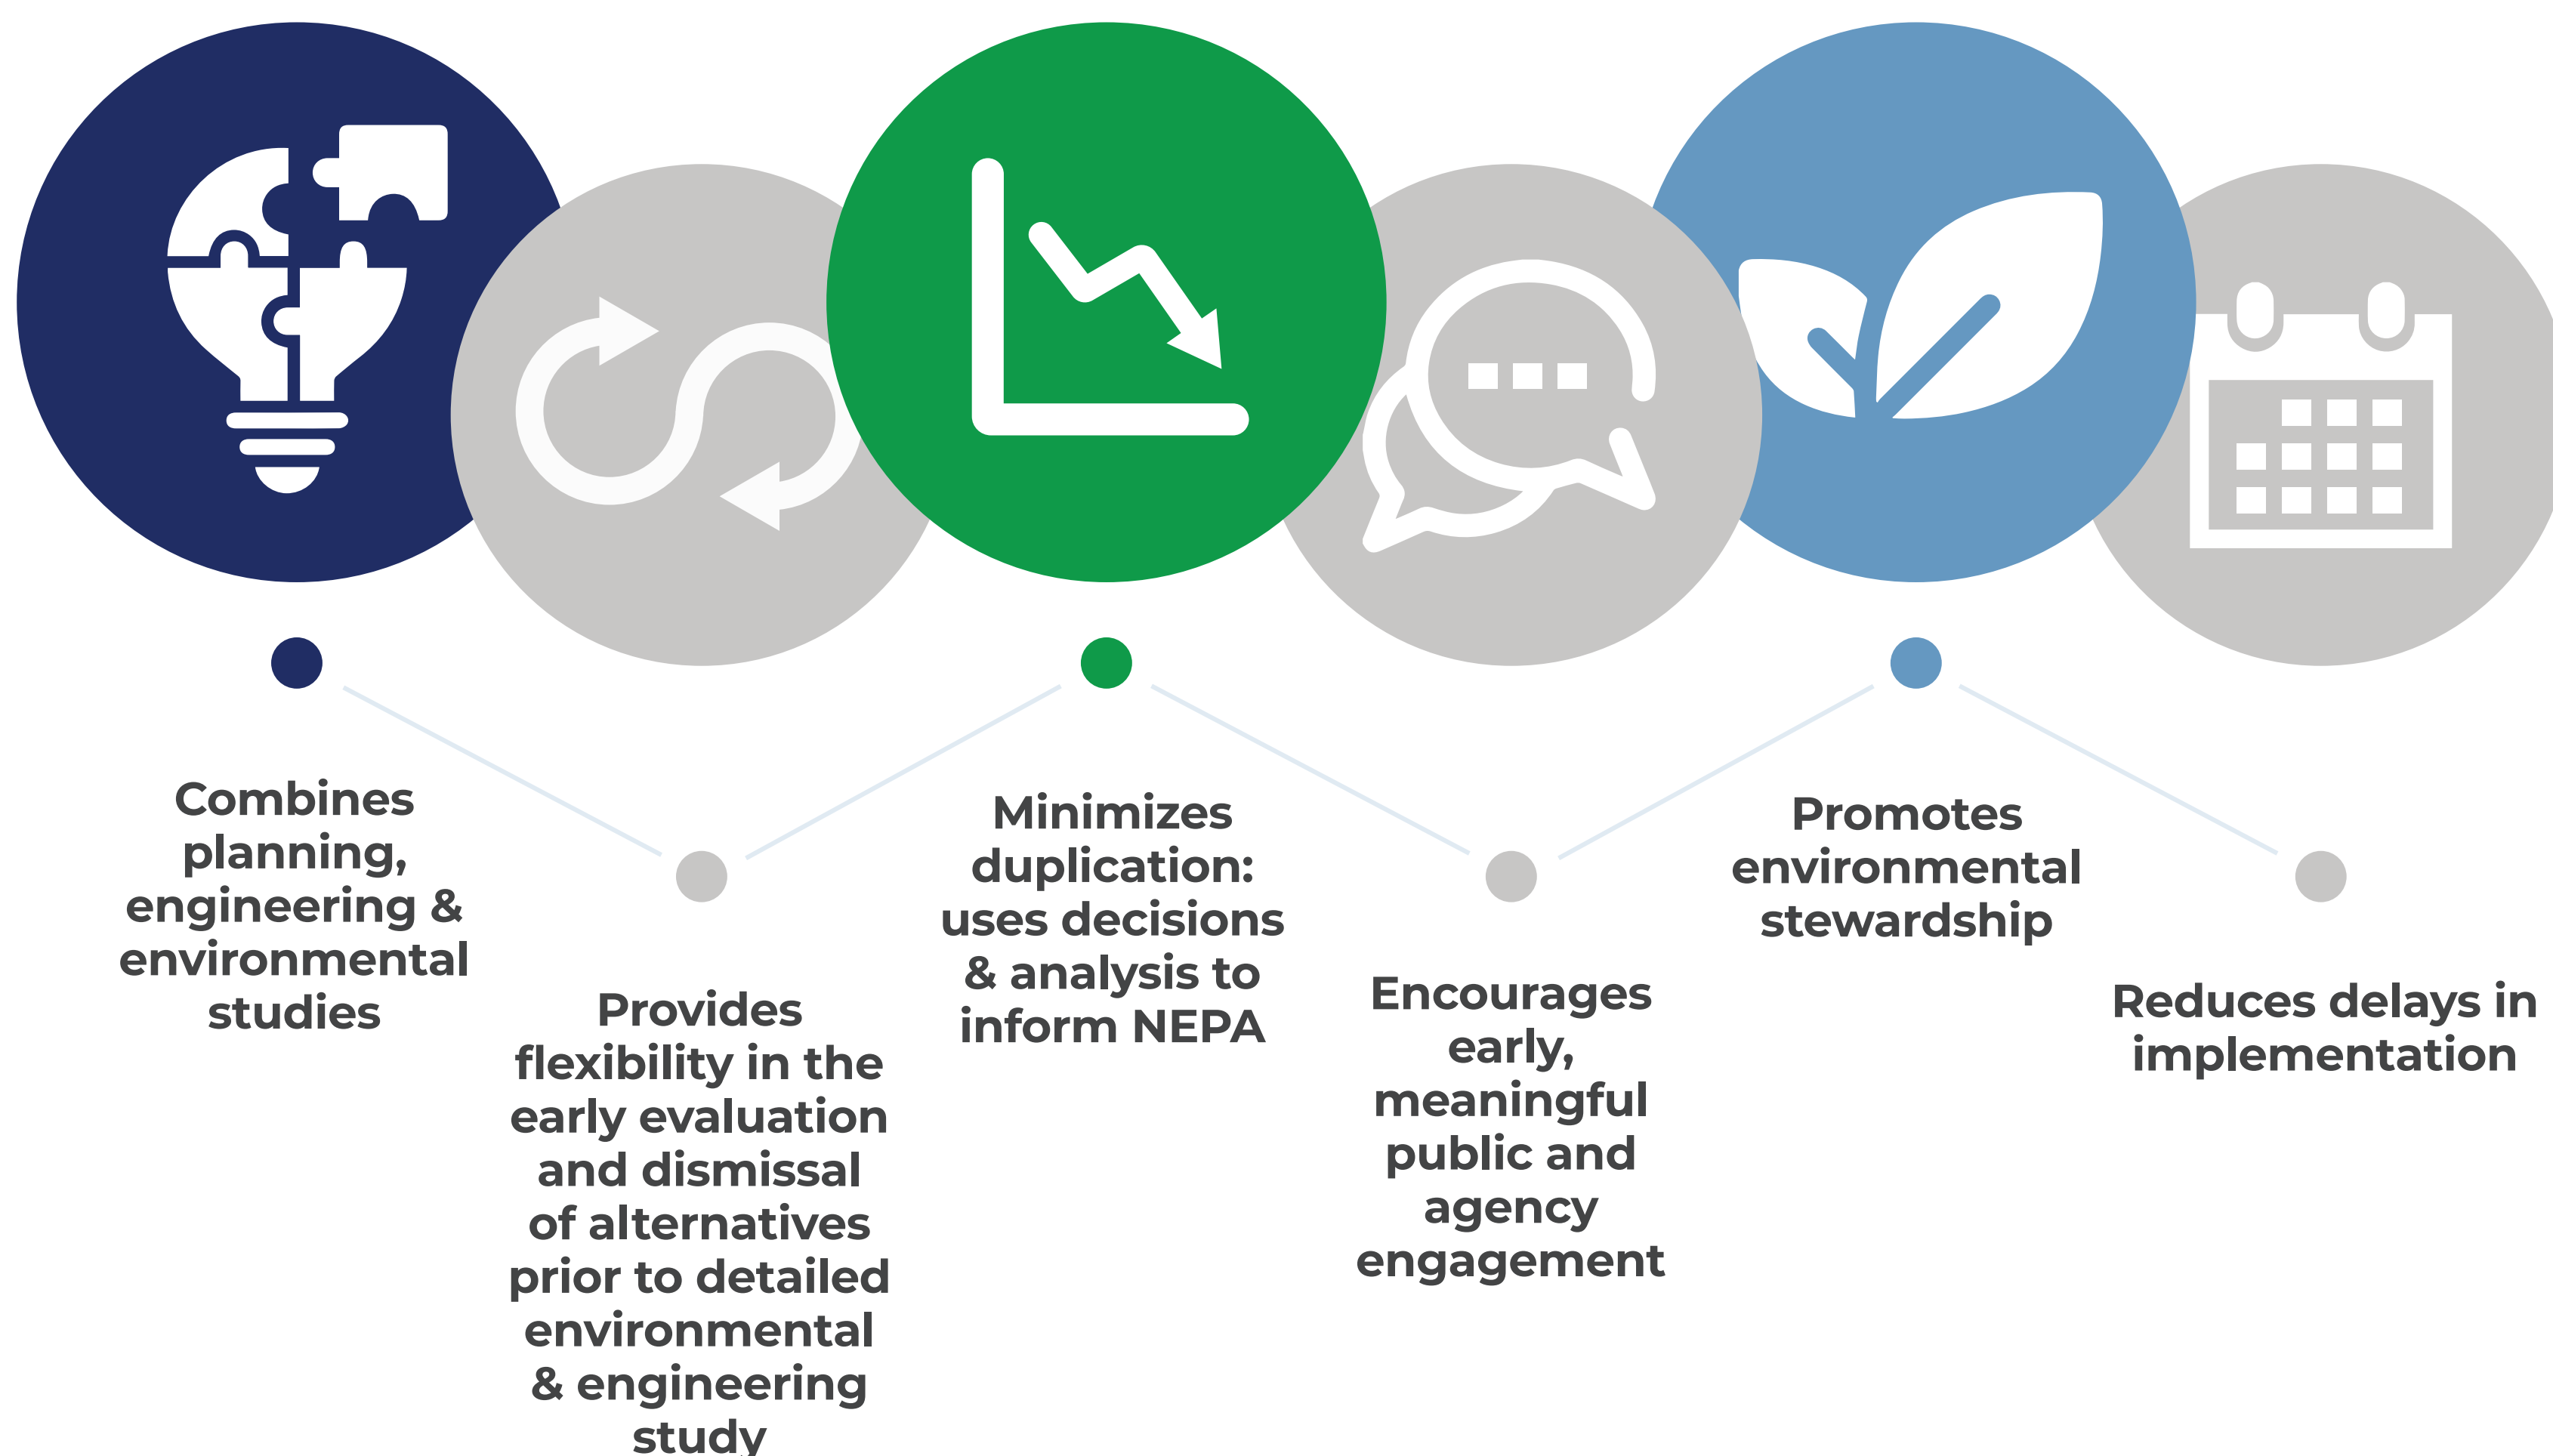 Combines
planning,
engineering &
environmental
studies
Provides
flexibility in the
early evaluation
and dismissal
of alternatives
prior to detailed
environmental
& engineering
study
Minimizes
duplication:
uses decisions
& analysis to
inform NEPA
Encourages
early,
meaningful
public and
agency
engagement
Promotes
environmental
stewardship
Reduces delays in
implementation